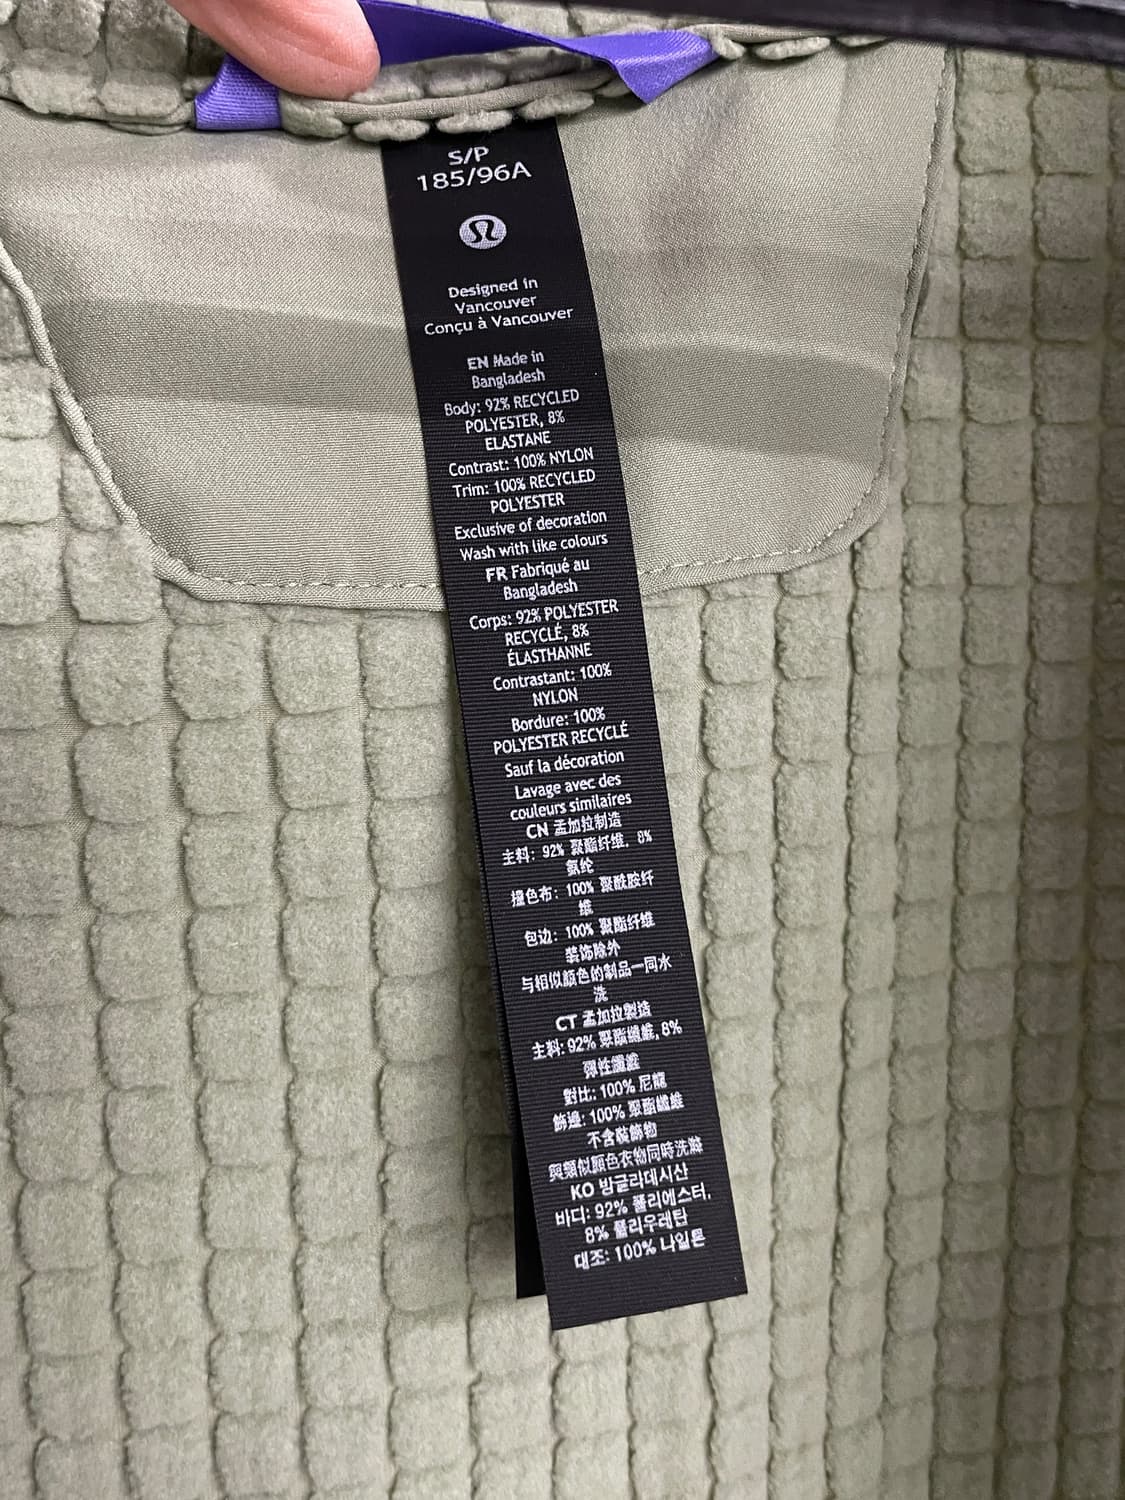 S/P
185/96A
Designed in
Vancouver
Conçu à Vancouver
EN Made in
Bangladesh
Body: 92% RECYCLED
POLYESTER, 8%
ELASTANE
Contrast: 100% NYLON
Trim: 100% RECYCLED
POLYESTER
Exclusive of decoration
Wash with like colours
FR Fabriqué au
Bangladesh
Corps: 92% POLYESTER
RECYCLÉ, 8%
ÉLASTHANNE
Contrastant: 100%
NYLON
Bordure: 100%
POLYESTER RECYCLÉ
Sauf la décoration
Lavage avec des
couleurs similaires
CN 孟加拉制造
主料: 92% 聚酯纤维, 8%
氨纶
撞色布: 100% 聚酰胺纤
维
包边: 100% 聚酯纤维
装饰除外
与相似颜色的制品一同水
洗
CT 孟加拉製造
主料: 92% 聚酯纖維, 8%
彈性纖維
對比: 100% 尼龍
飾邊: 100% 聚酯纖維
不含裝飾物
與類似顏色衣物同時洗滌
KO 방글라데시산
바디: 92% 폴리에스터,
8% 폴리우레탄
대조: 100% 나일론